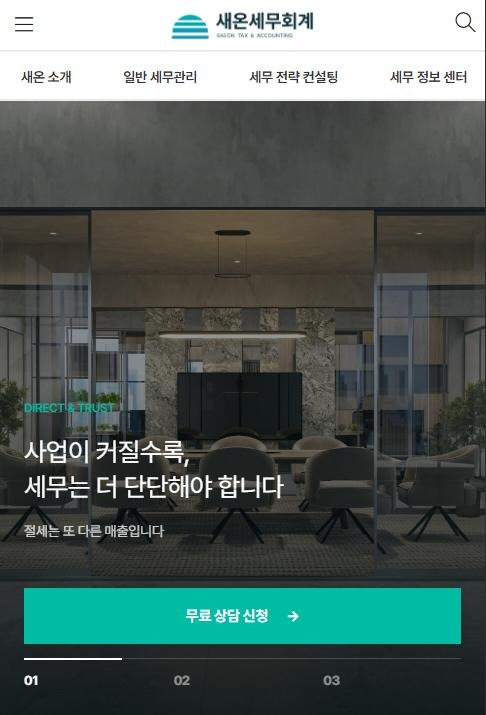 새온세무회계
SAEON TAX & ACCOUNTING
새온 소개
일반 세무관리
세무 전략 컨설팅
세무 정보 센터
DIRECT & TRUST
사업이 커질수록,
세무는 더 단단해야 합니다
절세는 또 다른 매출입니다
무료 상담 신청 →
01 02 03